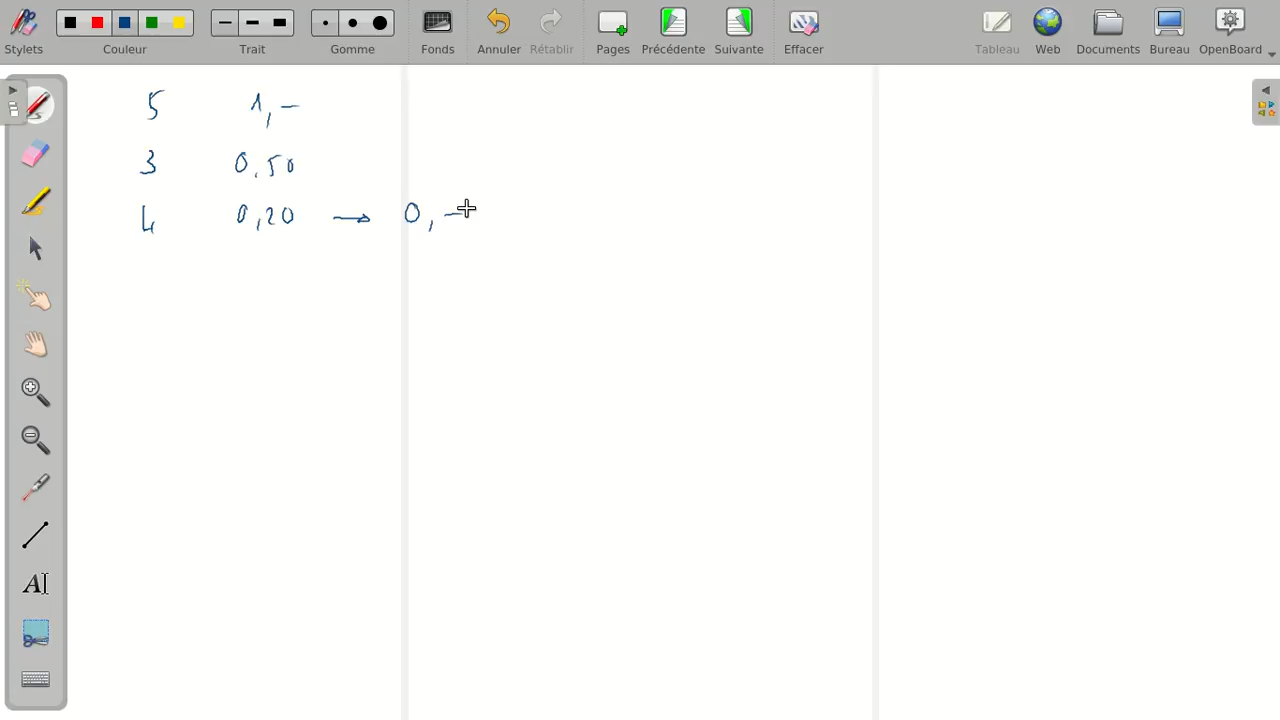 Stylets Couleur Trait Gomme Fonds Annuler Rétablir Pages Précédente Suivante Effacer Tableau Web Documents Bureau OpenBoard
5 1,–
3 0,50
4 0,20 → 0,–